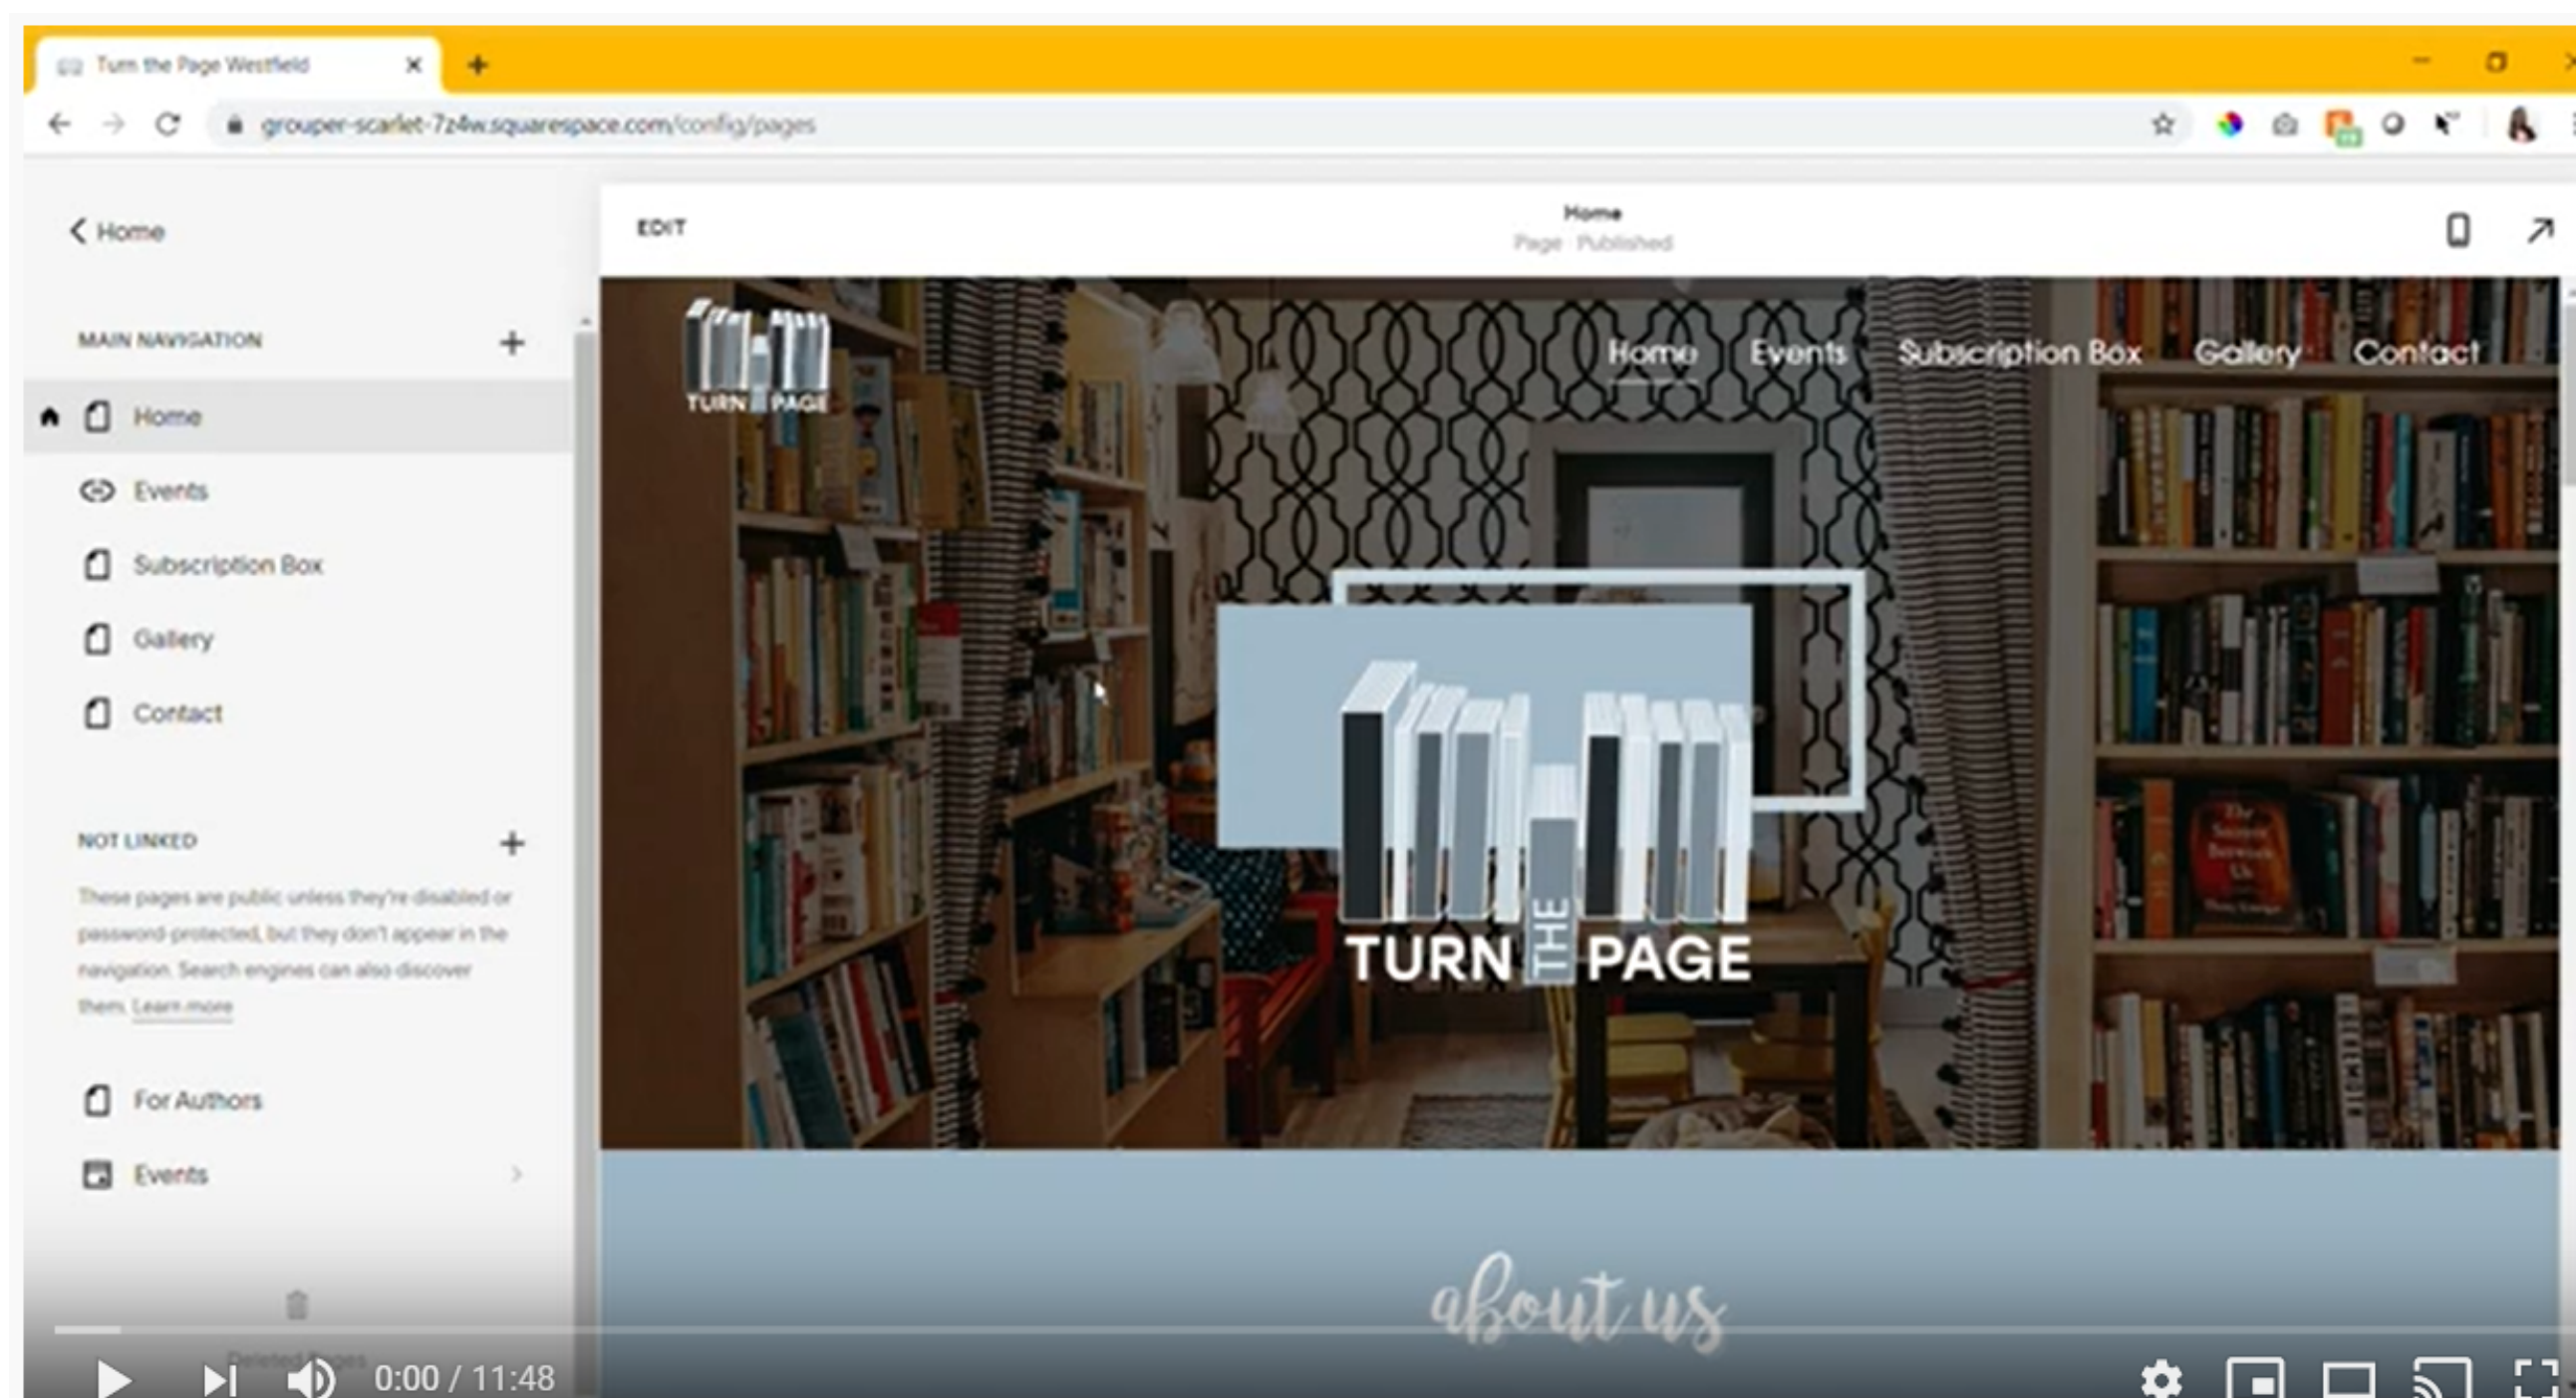 Turn the Page Westfield
grouper-scarlet-7z4w.squarespace.com/config/pages
Home
EDIT
Home
Page · Published
MAIN NAVIGATION
Home
Events
Subscription Box
Gallery
Contact
TURN PAGE
Home Events Subscription Box Gallery Contact
TURN THE PAGE
NOT LINKED
These pages are public unless they're disabled or
password-protected, but they don't appear in the
navigation. Search engines can also discover
them. Learn more
For Authors
Events
about us
Deleted Pages
0:00 / 11:48